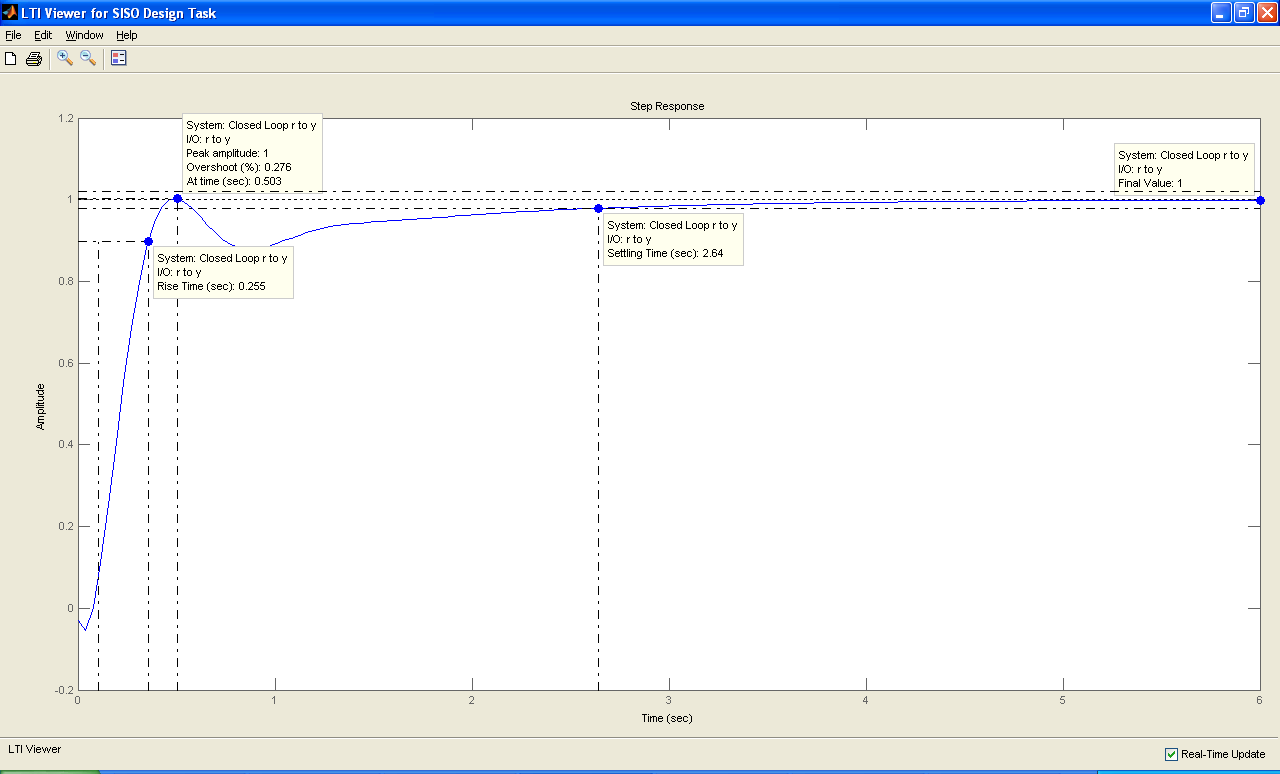 LTI Viewer for SISO Design Task
File Edit Window Help
Step Response
System: Closed Loop r to y
I/O: r to y
Peak amplitude: 1
Overshoot (%): 0.276
At time (sec): 0.503
System: Closed Loop r to y
I/O: r to y
Final Value: 1
System: Closed Loop r to y
I/O: r to y
Settling Time (sec): 2.64
System: Closed Loop r to y
I/O: r to y
Rise Time (sec): 0.255
1.2
1
0.8
0.6
0.4
0.2
0
-0.2
Amplitude
0 1 2 3 4 5 6
Time (sec)
LTI Viewer
Real-Time Update